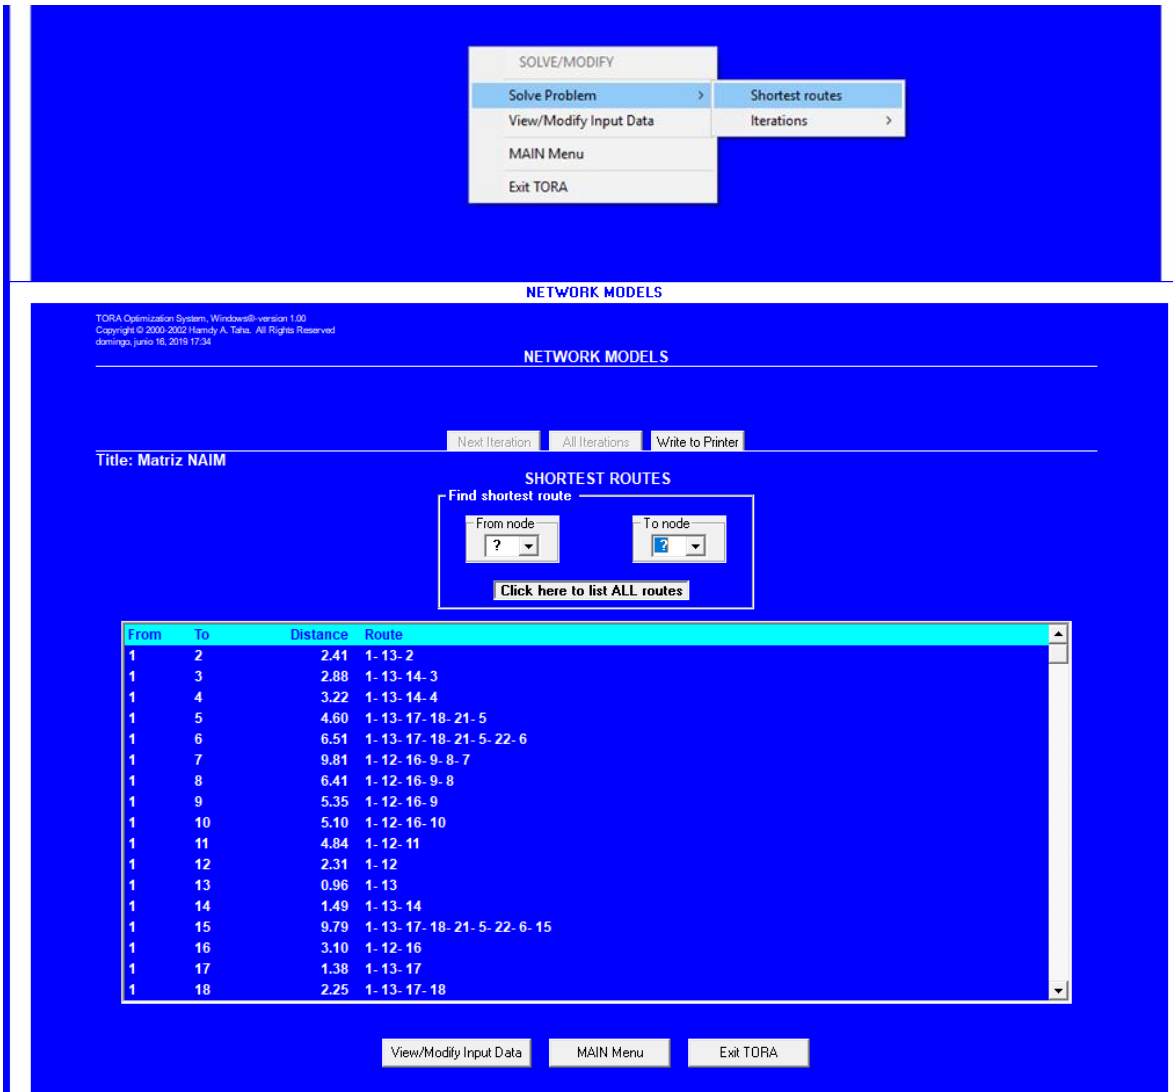 SOLVE/MODIFY
Solve Problem > Shortest routes
View/Modify Input Data Iterations >
MAIN Menu
Exit TORA
NETWORK MODELS
TORA Optimization System, Windows®-version 1.00
Copyright © 2000-2002 Hamdy A. Taha. All Rights Reserved
domingo, junio 16, 2019 17:34
NETWORK MODELS
Next Iteration All Iterations Write to Printer
Title: Matriz NAIM
SHORTEST ROUTES
Find shortest route
From node To node
? ?
Click here to list ALL routes
From To Distance Route
1 2 2.41 1- 13- 2
1 3 2.88 1- 13- 14- 3
1 4 3.22 1- 13- 14- 4
1 5 4.60 1- 13- 17- 18- 21- 5
1 6 6.51 1- 13- 17- 18- 21- 5- 22- 6
1 7 9.81 1- 12- 16- 9- 8- 7
1 8 6.41 1- 12- 16- 9- 8
1 9 5.35 1- 12- 16- 9
1 10 5.10 1- 12- 16- 10
1 11 4.84 1- 12- 11
1 12 2.31 1- 12
1 13 0.96 1- 13
1 14 1.49 1- 13- 14
1 15 9.79 1- 13- 17- 18- 21- 5- 22- 6- 15
1 16 3.10 1- 12- 16
1 17 1.38 1- 13- 17
1 18 2.25 1- 13- 17- 18
View/Modify Input Data MAIN Menu Exit TORA